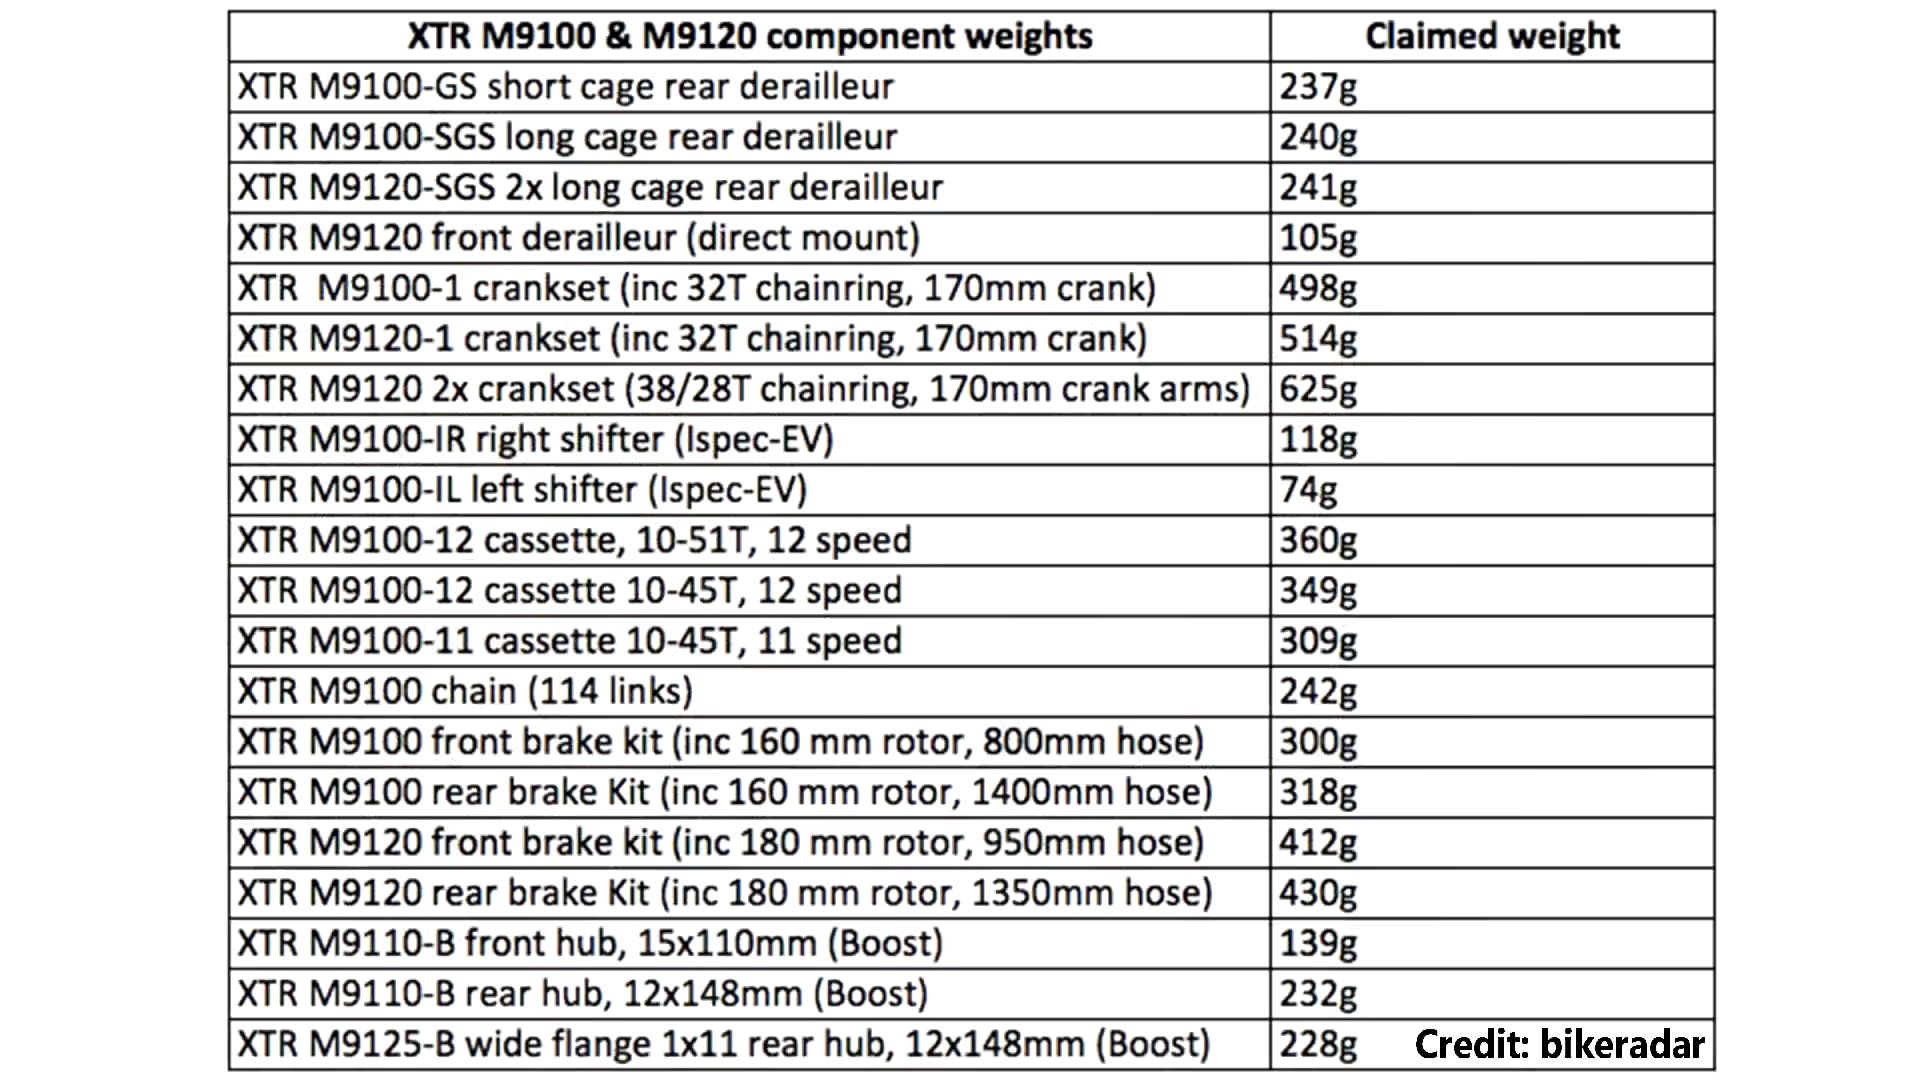 XTR M9100 & M9120 component weights Claimed weight
XTR M9100-GS short cage rear derailleur 237g
XTR M9100-SGS long cage rear derailleur 240g
XTR M9120-SGS 2x long cage rear derailleur 241g
XTR M9120 front derailleur (direct mount) 105g
XTR M9100-1 crankset (inc 32T chainring, 170mm crank) 498g
XTR M9120-1 crankset (inc 32T chainring, 170mm crank) 514g
XTR M9120 2x crankset (38/28T chainring, 170mm crank arms) 625g
XTR M9100-IR right shifter (Ispec-EV) 118g
XTR M9100-IL left shifter (Ispec-EV) 74g
XTR M9100-12 cassette, 10-51T, 12 speed 360g
XTR M9100-12 cassette 10-45T, 12 speed 349g
XTR M9100-11 cassette 10-45T, 11 speed 309g
XTR M9100 chain (114 links) 242g
XTR M9100 front brake kit (inc 160 mm rotor, 800mm hose) 300g
XTR M9100 rear brake Kit (inc 160 mm rotor, 1400mm hose) 318g
XTR M9120 front brake kit (inc 180 mm rotor, 950mm hose) 412g
XTR M9120 rear brake Kit (inc 180 mm rotor, 1350mm hose) 430g
XTR M9110-B front hub, 15x110mm (Boost) 139g
XTR M9110-B rear hub, 12x148mm (Boost) 232g
XTR M9125-B wide flange 1x11 rear hub, 12x148mm (Boost) 228g Credit: bikeradar